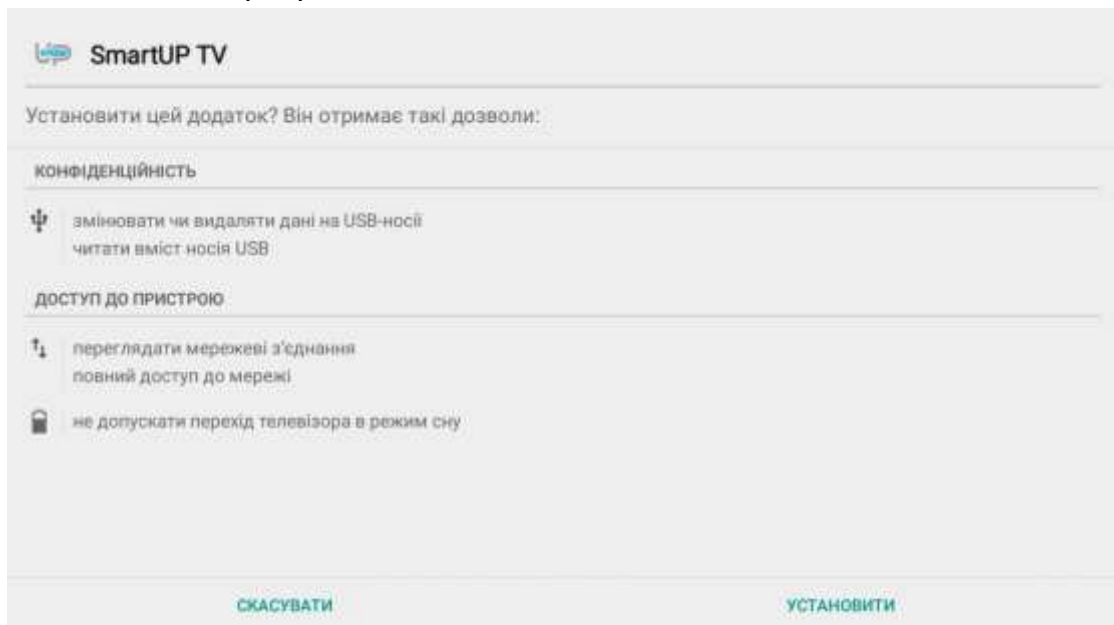 SmartUP TV
Установити цей додаток? Він отримає такі дозволи:
КОНФІДЕНЦІЙНІСТЬ
змінювати чи видаляти дані на USB-носії
читати вміст носія USB
ДОСТУП ДО ПРИСТРОЮ
переглядати мережеві з'єднання
повний доступ до мережі
не допускати перехід телевізора в режим сну
СКАСУВАТИ
УСТАНОВИТИ